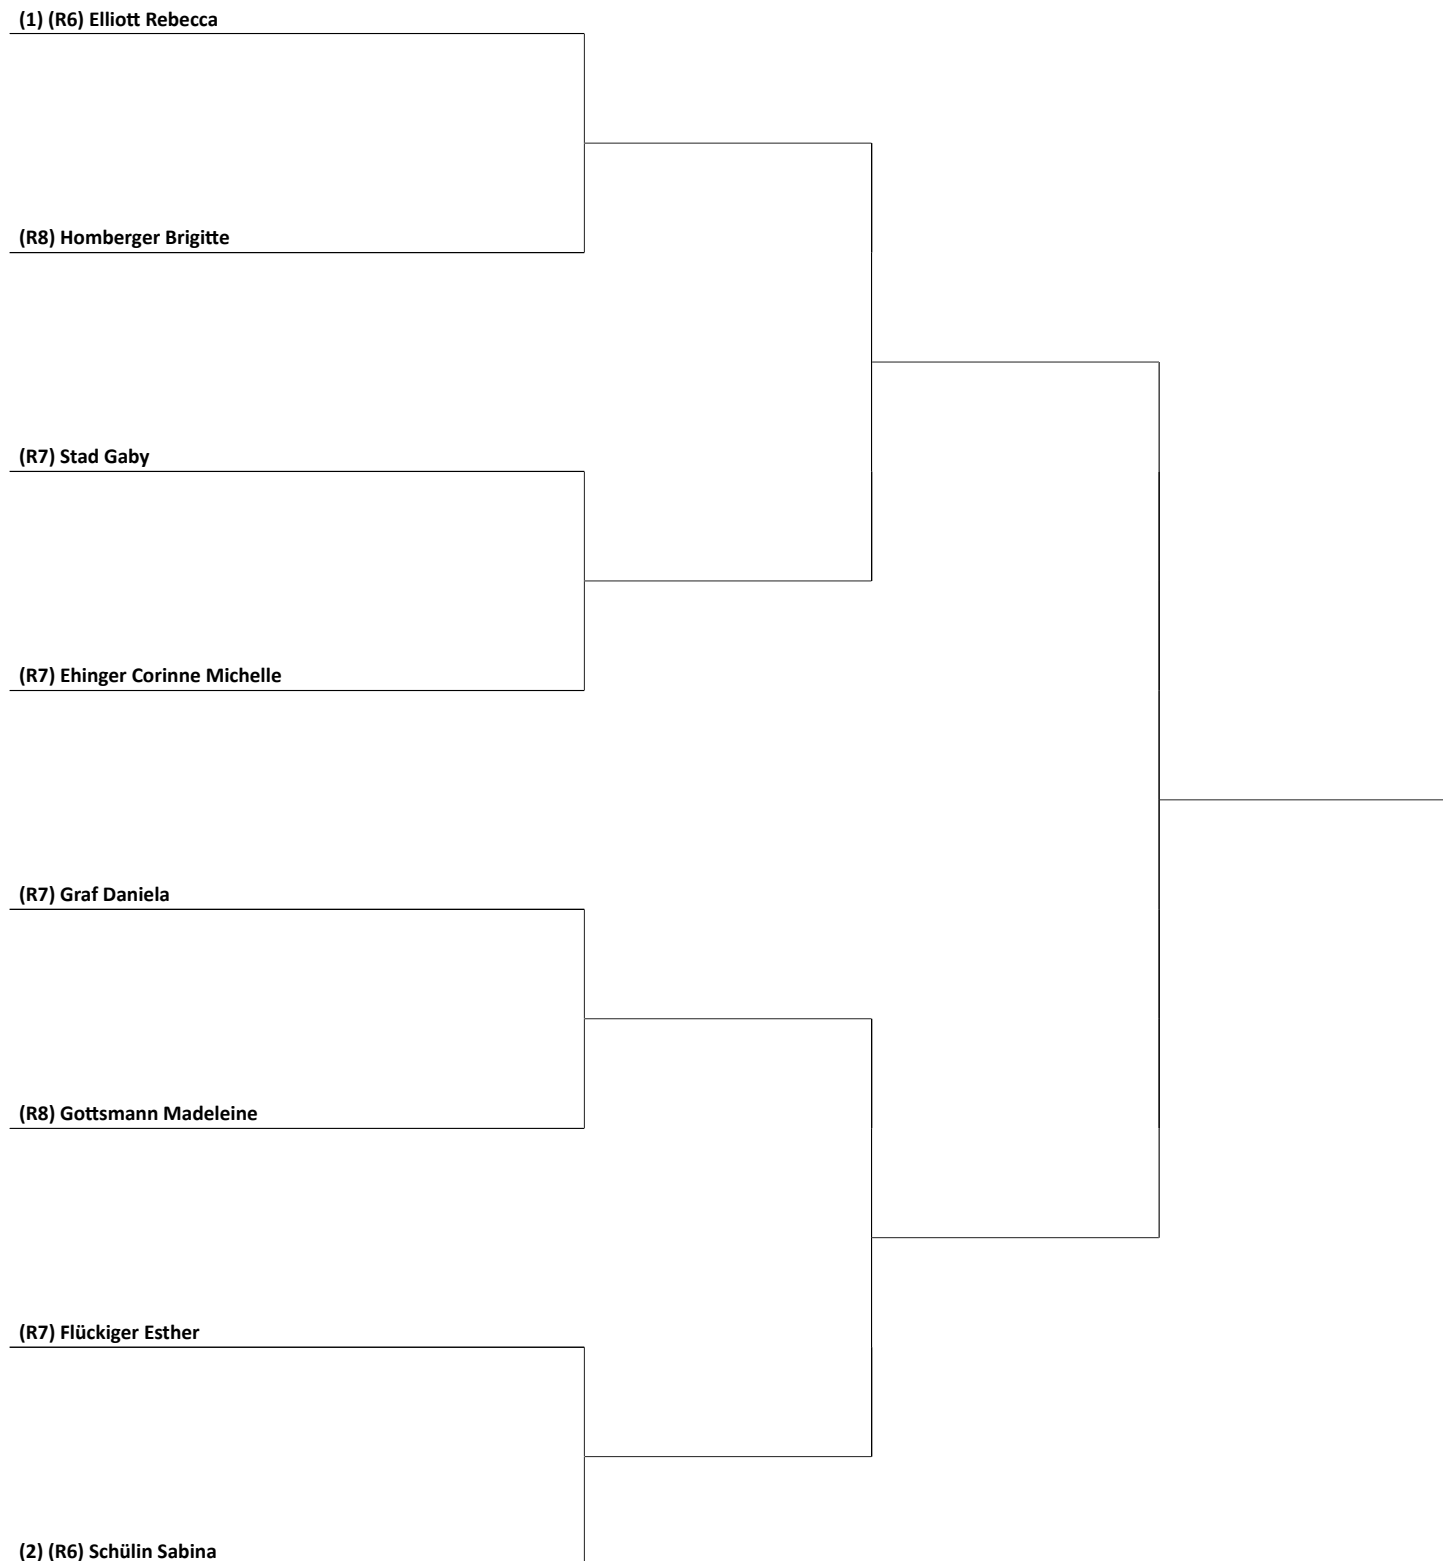 (1) (R6) Elliott Rebecca
(R8) Homberger Brigitte
(R7) Stad Gaby
(R7) Ehinger Corinne Michelle
(R7) Graf Daniela
(R8) Gottsmann Madeleine
(R7) Flückiger Esther
(2) (R6) Schülin Sabina